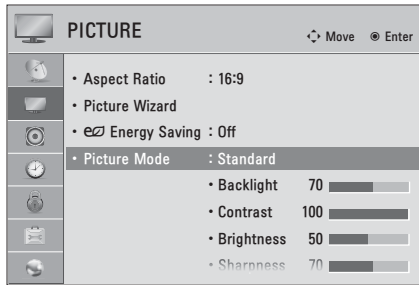 PICTURE
Move Enter
• Aspect Ratio : 16:9
• Picture Wizard
• Energy Saving : Off
• Picture Mode : Standard
• Backlight 70
• Contrast 100
• Brightness 50
• Sharpness 70